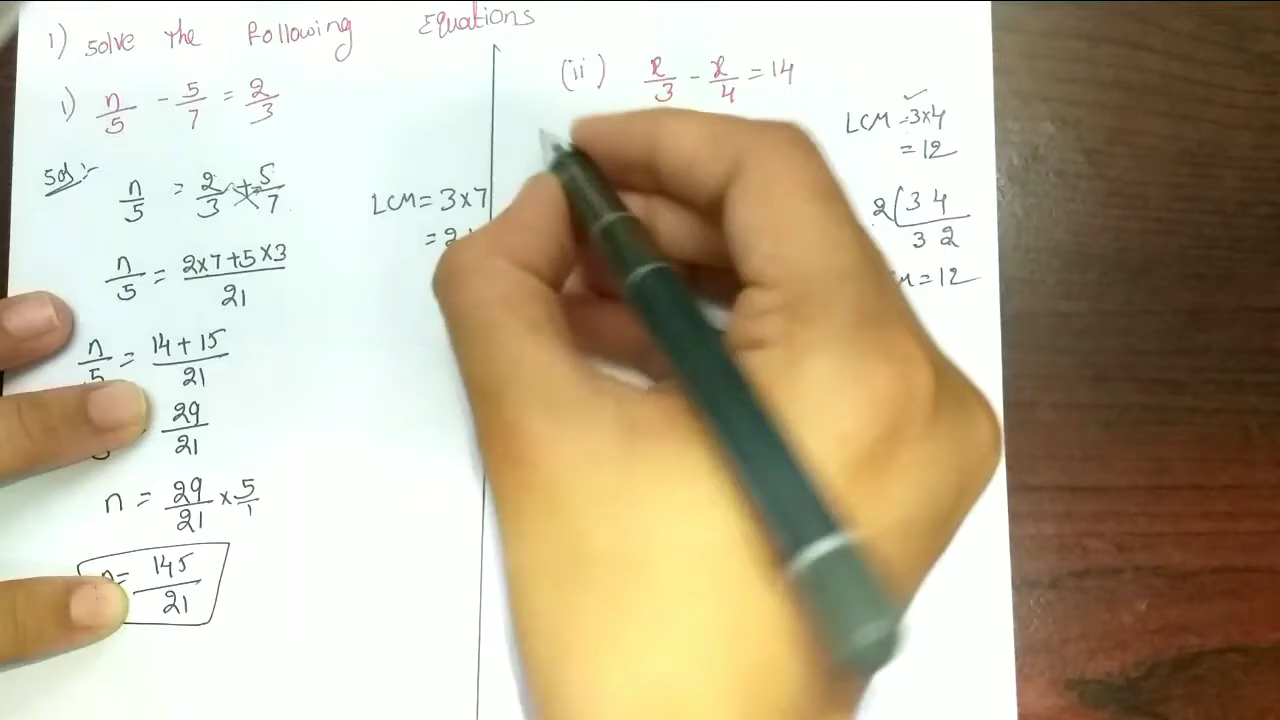 1) Solve the Following Equations
i) n/5 - 5/7 = 2/3
Sol:-
n/5 = 2/3 + 5/7
LCM = 3x7
= 2
n/5 = 2x7+5x3/21
n/5 = 14+15/21
29/21
n = 29/21 x 5/1
n= 145/21
(ii) x/3 - x/4 = 14
LCM = 3x4
= 12
2 3 4
3 2
= 12